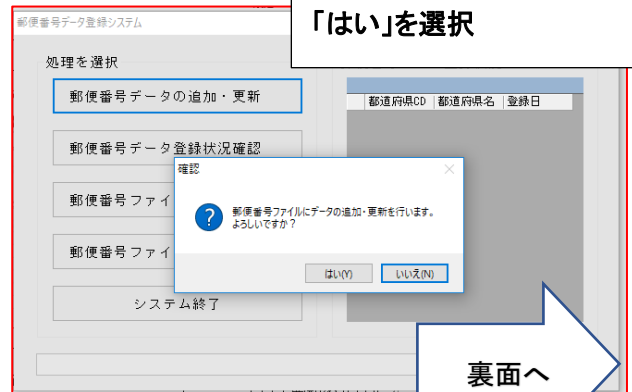 郵便番号データ登録システム
「はい」を選択
処理を選択
郵便番号データの追加・更新
郵便番号データ登録状況確認
郵便番号ファイ
郵便番号ファイ
システム終了
都道府県CD 都道府県名 登録日
確認
郵便番号ファイルにデータの追加・更新を行います。
よろしいですか？
はい(Y) いいえ(N)
裏面へ